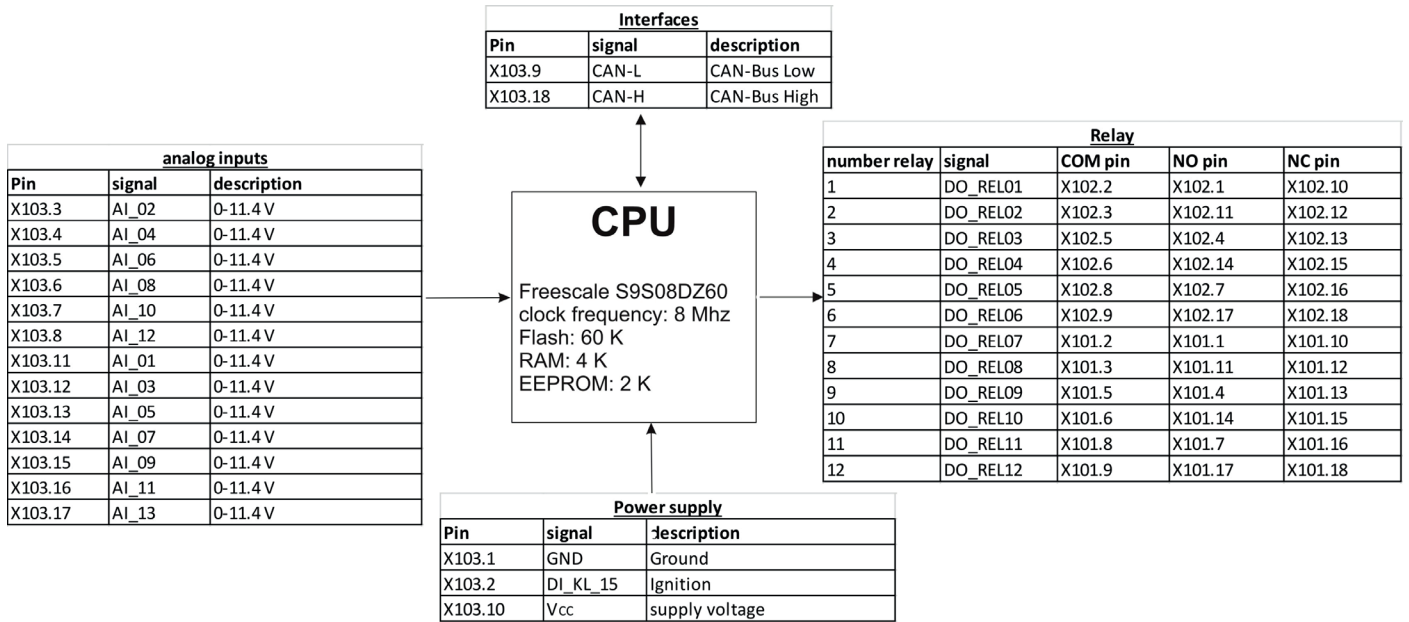 Interfaces
Pin signal description
X103.9 CAN-L CAN-Bus Low
X103.18 CAN-H CAN-Bus High
analog inputs
Pin signal description
X103.3 AI_02 0-11.4 V
X103.4 AI_04 0-11.4 V
X103.5 AI_06 0-11.4 V
X103.6 AI_08 0-11.4 V
X103.7 AI_10 0-11.4 V
X103.8 AI_12 0-11.4 V
X103.11 AI_01 0-11.4 V
X103.12 AI_03 0-11.4 V
X103.13 AI_05 0-11.4 V
X103.14 AI_07 0-11.4 V
X103.15 AI_09 0-11.4 V
X103.16 AI_11 0-11.4 V
X103.17 AI_13 0-11.4 V
CPU
Freescale S9S08DZ60
clock frequency: 8 Mhz
Flash: 60 K
RAM: 4 K
EEPROM: 2 K
Relay
number relay signal COM pin NO pin NC pin
1 DO_REL01 X102.2 X102.1 X102.10
2 DO_REL02 X102.3 X102.11 X102.12
3 DO_REL03 X102.5 X102.4 X102.13
4 DO_REL04 X102.6 X102.14 X102.15
5 DO_REL05 X102.8 X102.7 X102.16
6 DO_REL06 X102.9 X102.17 X102.18
7 DO_REL07 X101.2 X101.1 X101.10
8 DO_REL08 X101.3 X101.11 X101.12
9 DO_REL09 X101.5 X101.4 X101.13
10 DO_REL10 X101.6 X101.14 X101.15
11 DO_REL11 X101.8 X101.7 X101.16
12 DO_REL12 X101.9 X101.17 X101.18
Power supply
Pin signal description
X103.1 GND Ground
X103.2 DI_KL_15 Ignition
X103.10 Vcc supply voltage